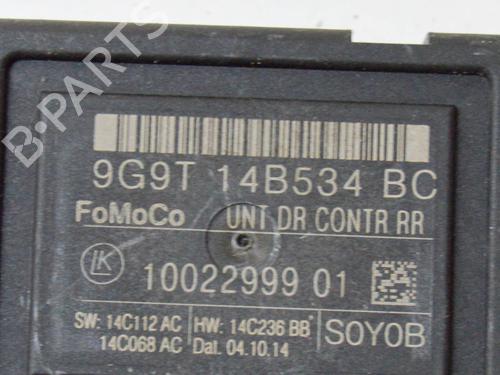 B-PARTS
9G9T 14B534 BC
FoMoCo UNT DR CONTR RR
LK 10022999 01
SW: 14C112 AC HW: 14C236 BB* S0Y0B
14C068 AC Dat. 04.10.14